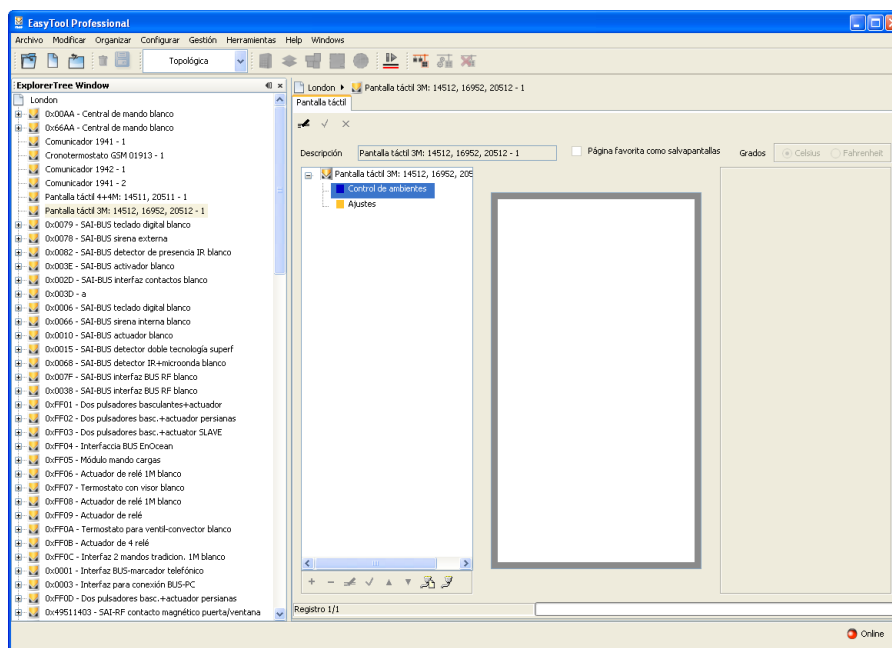 EasyTool Professional
Archivo Modificar Organizar Configurar Gestión Herramientas Help Windows
Topológica
ExplorerTree Window
London
0x00AA - Central de mando blanco
0x66AA - Central de mando blanco
Comunicador 1941 - 1
Cronotermostato GSM 01913 - 1
Comunicador 1942 - 1
Comunicador 1941 - 2
Pantalla táctil 4+4M: 14511, 20511 - 1
Pantalla táctil 3M: 14512, 16952, 20512 - 1
0x0079 - SAI-BUS teclado digital blanco
0x0078 - SAI-BUS sirena externa
0x0082 - SAI-BUS detector de presencia IR blanco
0x003E - SAI-BUS activador blanco
0x002D - SAI-BUS interfaz contactos blanco
0x003D - a
0x0006 - SAI-BUS teclado digital blanco
0x0066 - SAI-BUS sirena interna blanco
0x0010 - SAI-BUS actuador blanco
0x0015 - SAI-BUS detector doble tecnología superf
0x0068 - SAI-BUS detector IR+microonda blanco
0x007F - SAI-BUS interfaz BUS RF blanco
0x0038 - SAI-BUS interfaz BUS RF blanco
0xFF01 - Dos pulsadores basculantes+actuador
0xFF02 - Dos pulsadores basc.+actuador persianas
0xFF03 - Dos pulsadores basc.+actuator SLAVE
0xFF04 - Interfaccia BUS EnOcean
0xFF05 - Módulo mando cargas
0xFF06 - Actuador de relé 1M blanco
0xFF07 - Termostato con visor blanco
0xFF08 - Actuador de relé 1M blanco
0xFF09 - Actuador de relé
0xFF0A - Termostato para ventil-convector blanco
0xFF0B - Actuador de 4 relé
0xFF0C - Interfaz 2 mandos tradicion. 1M blanco
0x0001 - Interfaz BUS-marcador telefónico
0x0003 - Interfaz para conexión BUS-PC
0xFF0D - Dos pulsadores basc.+actuador persianas
0x49511403 - SAI-RF contacto magnético puerta/ventana
London Pantalla táctil 3M: 14512, 16952, 20512 - 1
Pantalla táctil
Descripción Pantalla táctil 3M: 14512, 16952, 20512 - 1 Página favorita como salvapantallas Grados Celsius Fahrenheit
Pantalla táctil 3M: 14512, 16952, 205
Control de ambientes
Ajustes
Registro 1/1
Online